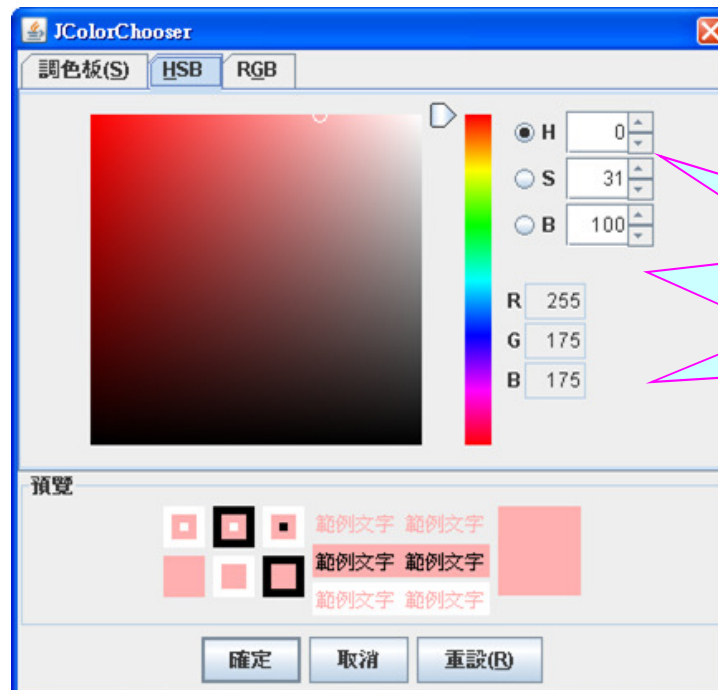 JColorChooser
調色板(S) HSB RGB
H 0
S 31
B 100
R 255
G 175
B 175
預覽
範例文字 範例文字
範例文字 範例文字
範例文字 範例文字
確定 取消 重設(R)